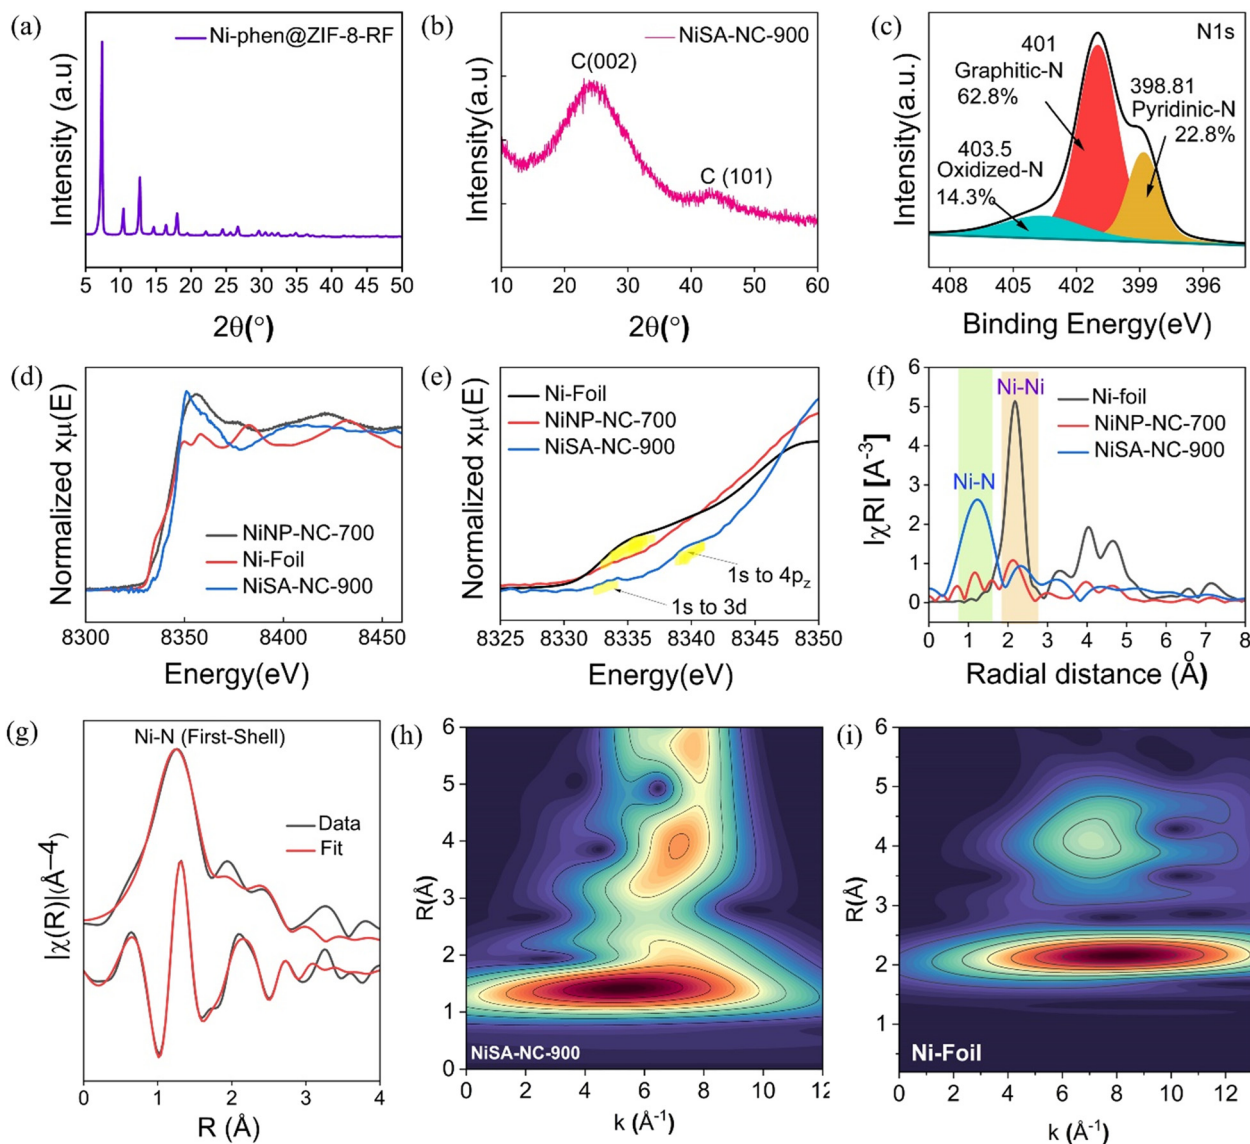 (a)
Ni-phen@ZIF-8-RF
Intensity (a.u)
5 10 15 20 25 30 35 40 45 50
2θ(°)
(b)
NiSA-NC-900
C(002)
C (101)
Intensity(a.u)
10 20 30 40 50 60
2θ(°)
(c)
N1s
401
Graphitic-N
62.8%
398.81
Pyridinic-N
22.8%
403.5
Oxidized-N
14.3%
Intensity(a.u.)
408 405 402 399 396
Binding Energy(eV)
(d)
Normalized xμ(E)
NiNP-NC-700
Ni-Foil
NiSA-NC-900
8300 8350 8400 8450
Energy(eV)
(e)
Normalized xμ(E)
Ni-Foil
NiNP-NC-700
NiSA-NC-900
1s to 4pz
1s to 3d
8325 8330 8335 8340 8345 8350
Energy(eV)
(f)
Ni-Ni
Ni-foil
NiNP-NC-700
NiSA-NC-900
Ni-N
IχRI [A-3]
6
5
4
3
2
1
0
0 1 2 3 4 5 6 7 8
Radial distance (Å)
(g)
Ni-N (First-Shell)
Data
Fit
|χ(R)|(Å−4)
0 1 2 3 4
R (Å)
(h)
6
5
4
3
2
1
0
R(Å)
NiSA-NC-900
0 2 4 6 8 10 12
k (Å-1)
(i)
6
5
4
3
2
1
R(Å)
Ni-Foil
0 2 4 6 8 10 12
k (Å-1)